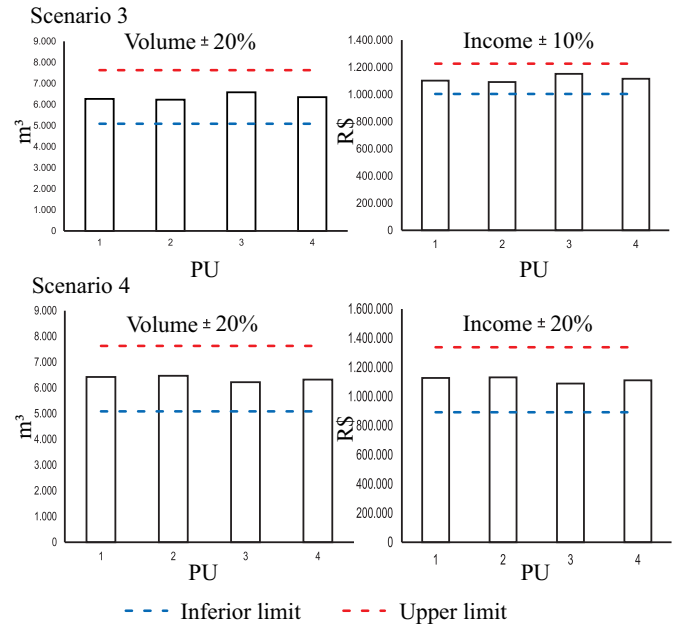 Scenario 3
Volume ± 20%
9.000
8.000
7.000
6.000
5.000
4.000
3.000
2.000
1.000
0
m³
1 2 3 4
PU
Income ± 10%
1.400.000
1.200.000
1.000.000
800.000
600.000
400.000
200.000
0
R$
1 2 3 4
PU
Scenario 4
Volume ± 20%
9.000
8.000
7.000
6.000
5.000
4.000
3.000
2.000
1.000
0
m³
1 2 3 4
PU
Income ± 20%
1.600.000
1.400.000
1.200.000
1.000.000
800.000
600.000
400.000
200.000
0
R$
1 2 3 4
PU
Inferior limit Upper limit